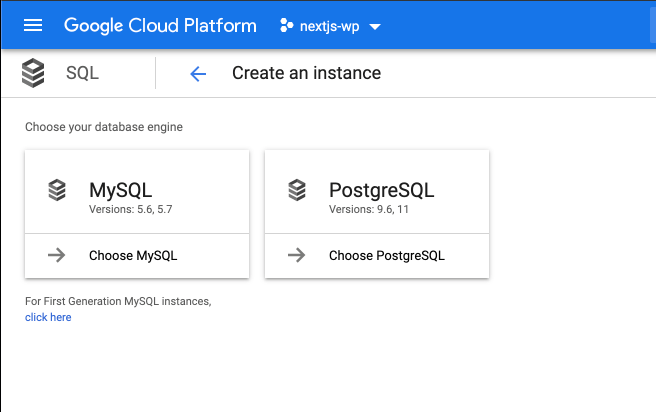 Google Cloud Platform nextjs-wp
SQL Create an instance
Choose your database engine
MySQL
Versions: 5.6, 5.7
Choose MySQL
PostgreSQL
Versions: 9.6, 11
Choose PostgreSQL
For First Generation MySQL instances,
click here